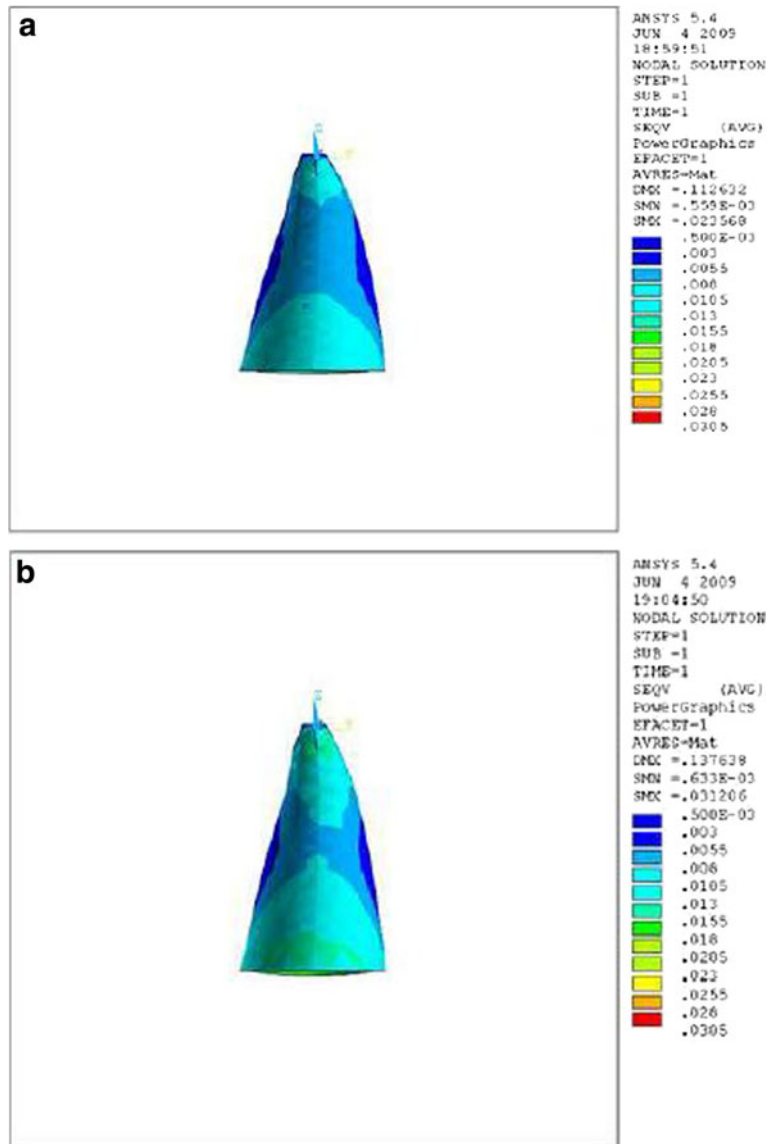 a
ANSYS 5.4
JUN 4 2009
18:59:51
NODAL SOLUTION
STEP=1
SUB =1
TIME=1
SEQV (AVG)
PowerGraphics
EFACET=1
AVRES=Mat
DMX =.112632
SMN =.559E-03
SMX =.023568
.500E-03
.003
.0055
.008
.0105
.013
.0155
.018
.0205
.023
.0255
.028
.0305
b
ANSYS 5.4
JUN 4 2009
19:04:50
NODAL SOLUTION
STEP=1
SUB =1
TIME=1
SEQV (AVG)
PowerGraphics
EFACET=1
AVRES=Mat
DMX =.137638
SMN =.633E-03
SMX =.031206
.500E-03
.003
.0055
.008
.0105
.013
.0155
.018
.0205
.023
.0255
.028
.0305